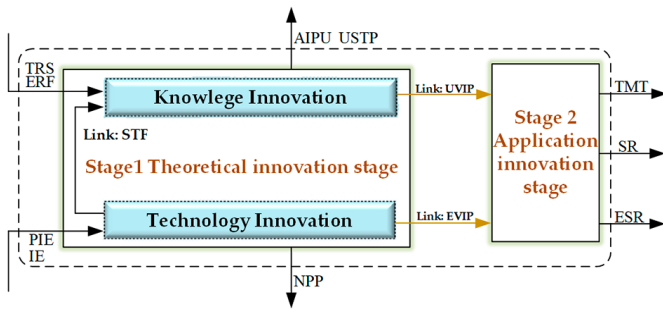 AIPU USTP
TRS
ERF
Knowlege Innovation
Link: UVIP
TMT
Link: STF
Stage 2
Application
innovation
stage
SR
Stage1 Theoretical innovation stage
Technology Innovation
Link: EVIP
ESR
PIE
IE
NPP